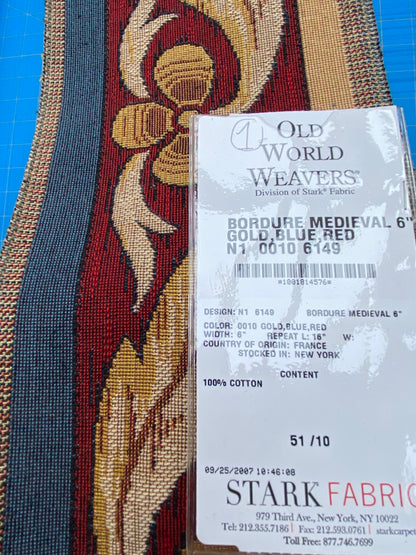 1
OLD
WORLD
WEAVERS®
Division of Stark® Fabric
BORDURE MEDIEVAL 6"
GOLD,BLUE,RED
N1 0010 6149
*1001814576*
DESIGN: N1 6149 BORDURE MEDIEVAL 6"
COLOR: 0010 GOLD,BLUE,RED
WIDTH: 6" REPEAT L: 16" W:
COUNTRY OF ORIGIN: FRANCE
STOCKED IN: NEW YORK
CONTENT
100% COTTON
51 /10
09/25/2007 10:46:08
STARK FABRIC
979 Third Ave., New York, NY 10022
Tel: 212.355.7186 | Fax: 212.593.0761 | starkcarpe
Toll Free: 877.746.7699